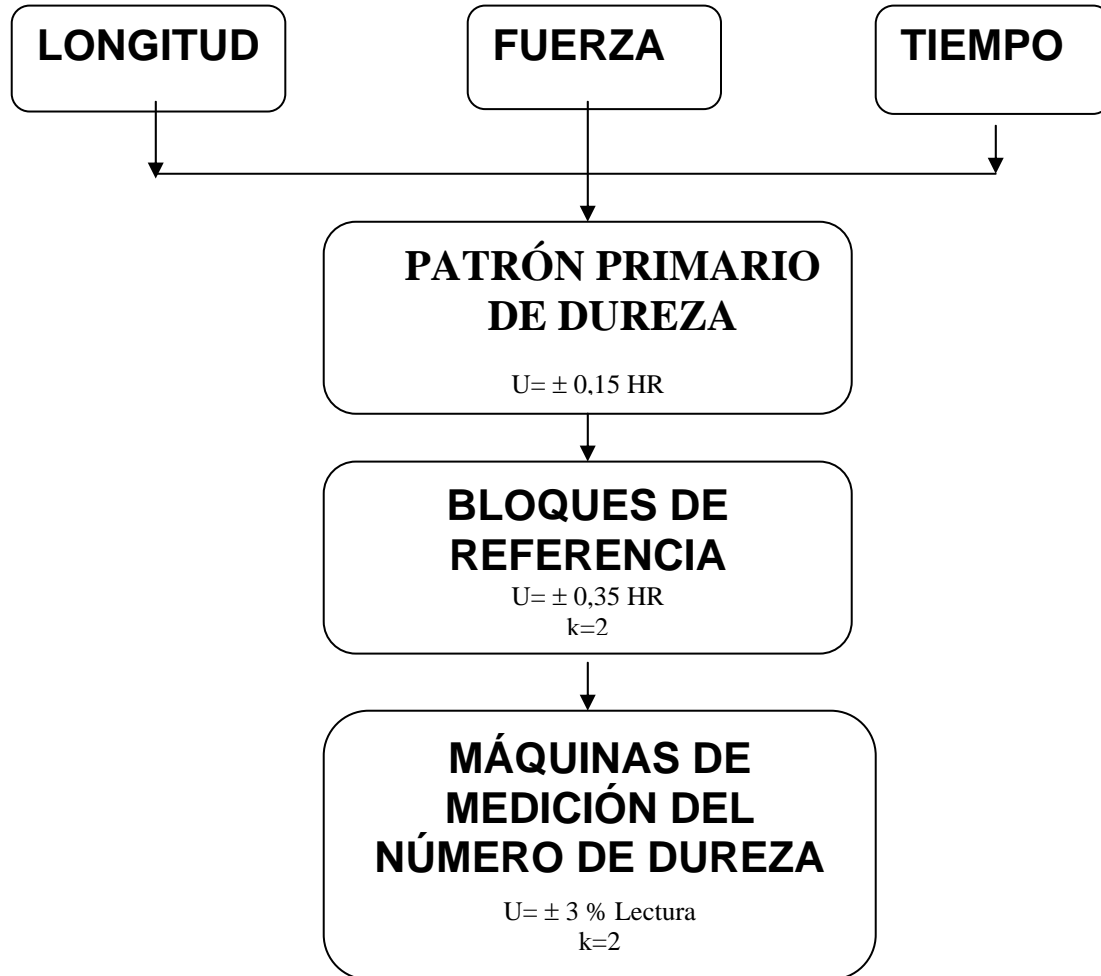 LONGITUD
FUERZA
TIEMPO
PATRÓN PRIMARIO
DE DUREZA
U= ± 0,15 HR
BLOQUES DE
REFERENCIA
U= ± 0,35 HR
k=2
MÁQUINAS DE
MEDICIÓN DEL
NÚMERO DE DUREZA
U= ± 3 % Lectura
k=2